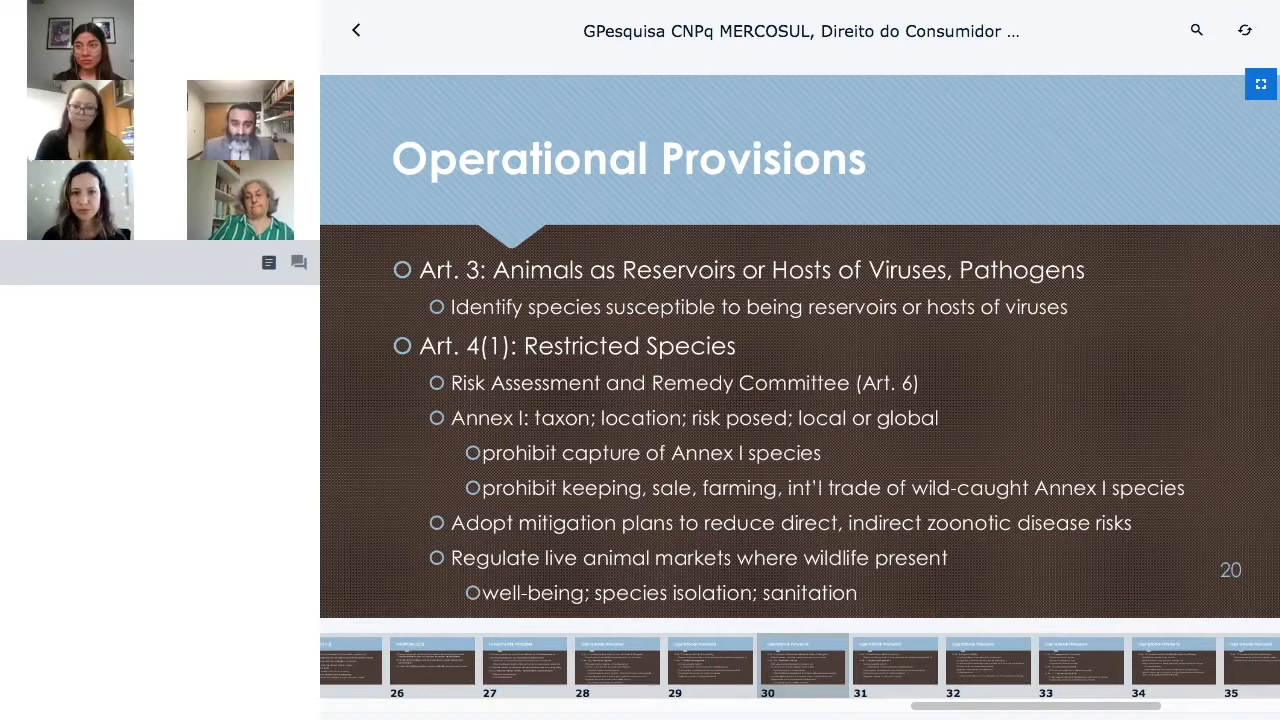 GPesquisa CNPq MERCOSUL, Direito do Consumidor ...
Operational Provisions
Art. 3: Animals as Reservoirs or Hosts of Viruses, Pathogens
Identify species susceptible to being reservoirs or hosts of viruses
Art. 4(1): Restricted Species
Risk Assessment and Remedy Committee (Art. 6)
Annex I: taxon; location; risk posed; local or global
prohibit capture of Annex I species
prohibit keeping, sale, farming, int'l trade of wild-caught Annex I species
Adopt mitigation plans to reduce direct, indirect zoonotic disease risks
Regulate live animal markets where wildlife present
well-being; species isolation; sanitation
20
26 27 28 29 30 31 32 33 34 35